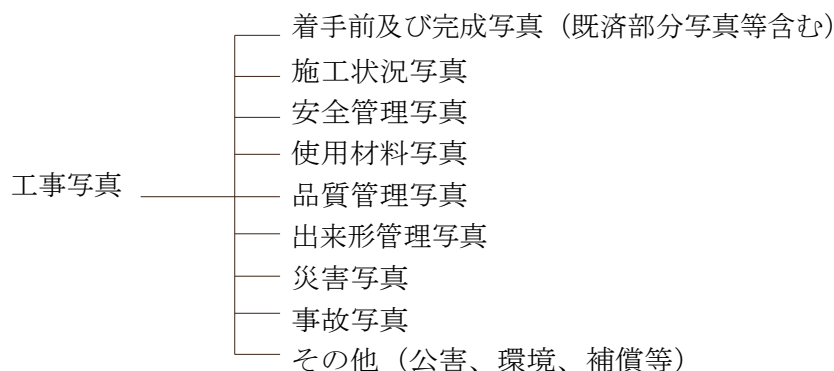 着手前及び完成写真（既済部分写真等含む）
施工状況写真
安全管理写真
使用材料写真
工事写真
品質管理写真
出来形管理写真
災害写真
事故写真
その他（公害、環境、補償等）